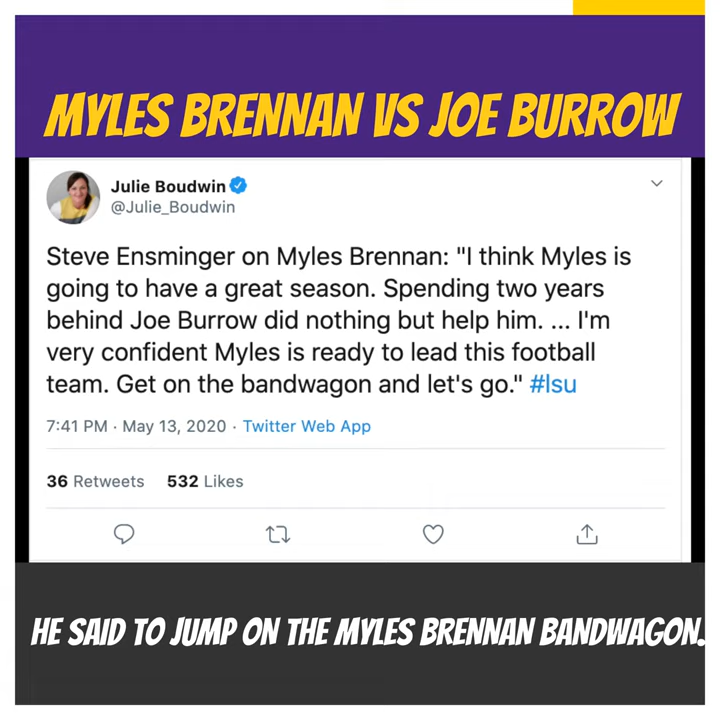 MYLES BRENNAN VS JOE BURROW
Julie Boudwin
@Julie_Boudwin
Steve Ensminger on Myles Brennan: "I think Myles is
going to have a great season. Spending two years
behind Joe Burrow did nothing but help him. ... I'm
very confident Myles is ready to lead this football
team. Get on the bandwagon and let's go." #lsu
7:41 PM · May 13, 2020 · Twitter Web App
36 Retweets 532 Likes
HE SAID TO JUMP ON THE MYLES BRENNAN BANDWAGON.